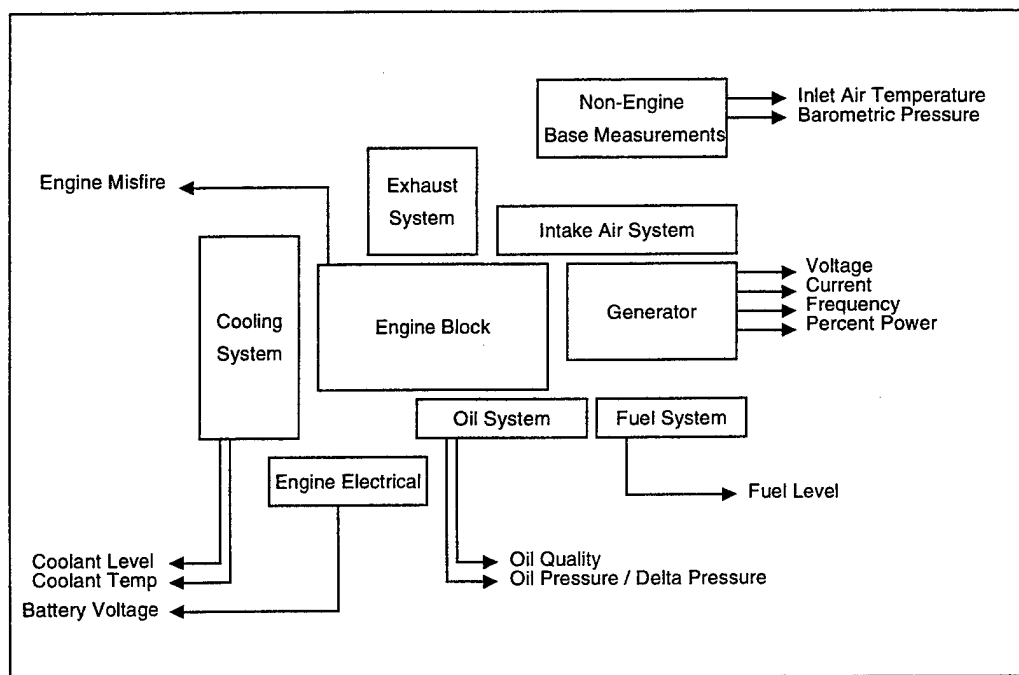 Non-Engine
Base Measurements
Inlet Air Temperature
Barometric Pressure
Engine Misfire
Exhaust
System
Intake Air System
Cooling
System
Engine Block
Generator
Voltage
Current
Frequency
Percent Power
Oil System
Fuel System
Engine Electrical
Fuel Level
Coolant Level
Coolant Temp
Battery Voltage
Oil Quality
Oil Pressure / Delta Pressure